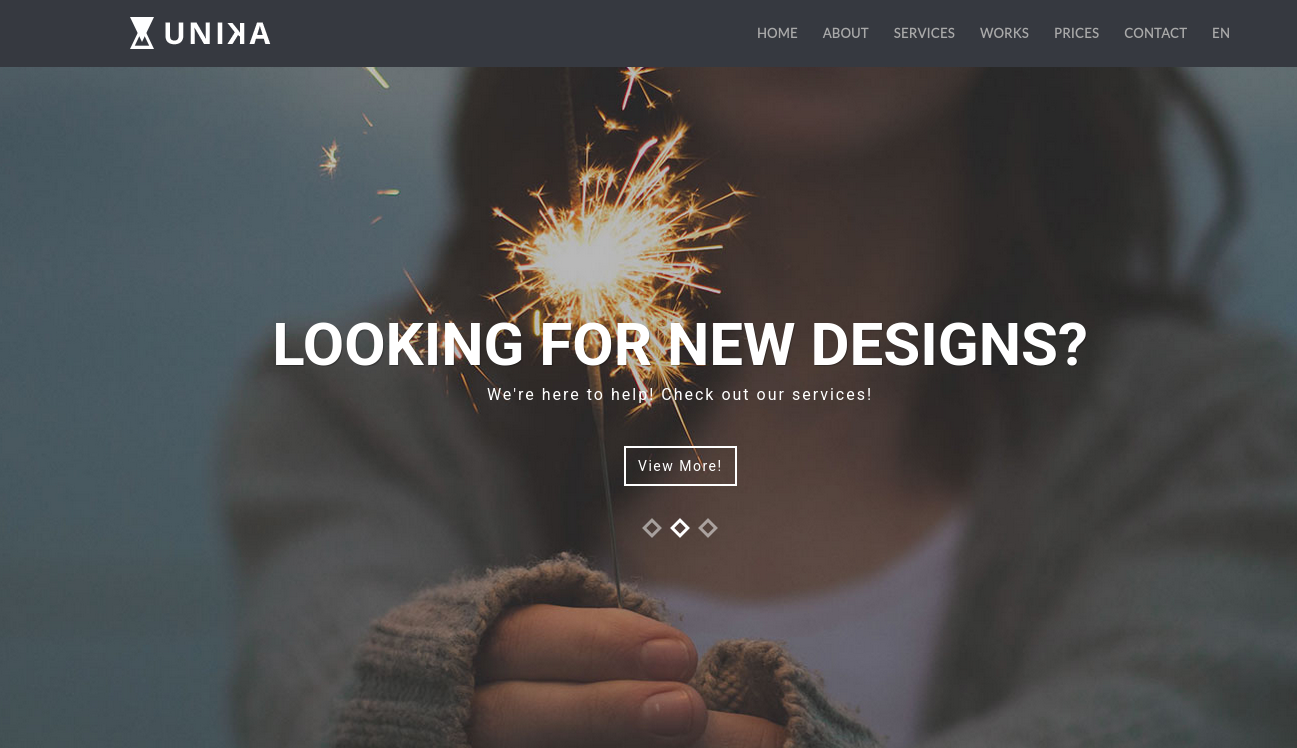 UNIKA
HOME ABOUT SERVICES WORKS PRICES CONTACT EN
LOOKING FOR NEW DESIGNS?
We're here to help! Check out our services!
View More!